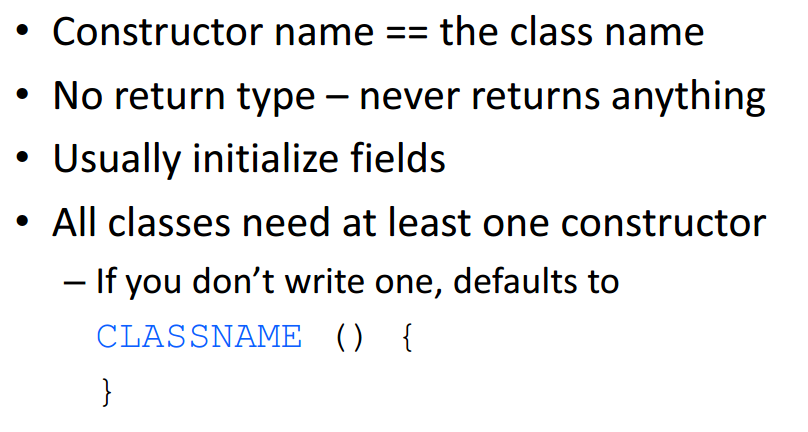 • Constructor name == the class name
• No return type – never returns anything
• Usually initialize fields
• All classes need at least one constructor
– If you don’t write one, defaults to
CLASSNAME () {
}